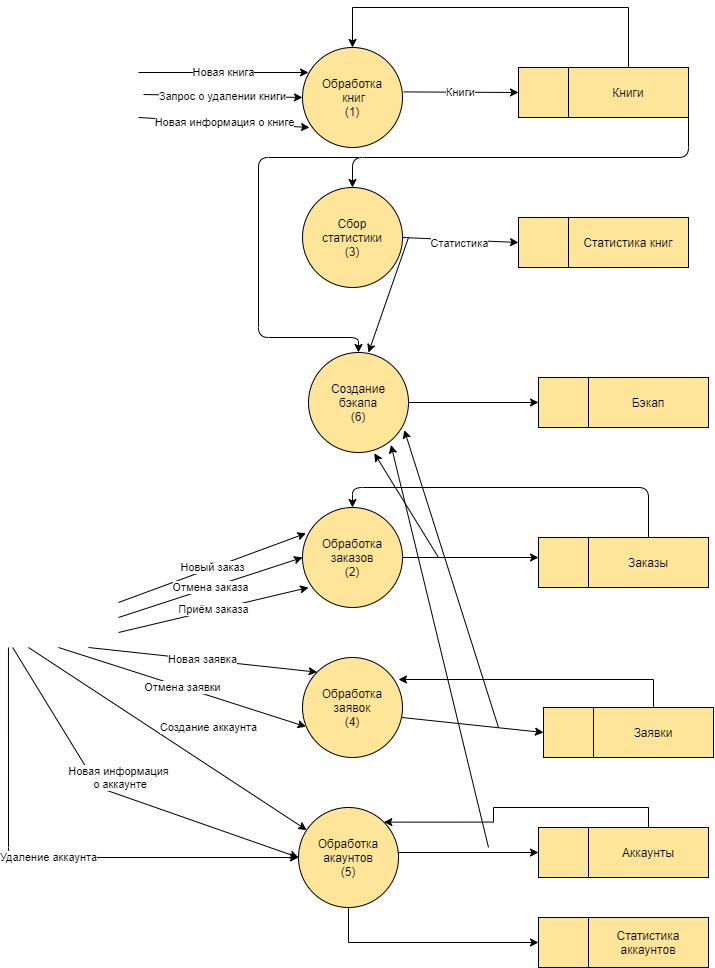 Новая книга
Запрос о удалении книги
Новая информация о книге
Обработка
книг
(1)
Книги
Книги
Сбор
статистики
(3)
Статистика
Статистика книг
Создание
бэкапа
(6)
Бэкап
Новый заказ
Отмена заказа
Приём заказа
Обработка
заказов
(2)
Заказы
Новая заявка
Отмена заявки
Обработка
заявок
(4)
Заявки
Создание аккаунта
Новая информация
о аккаунте
Удаление аккаунта
Обработка
акаунтов
(5)
Аккаунты
Статистика
аккаунтов